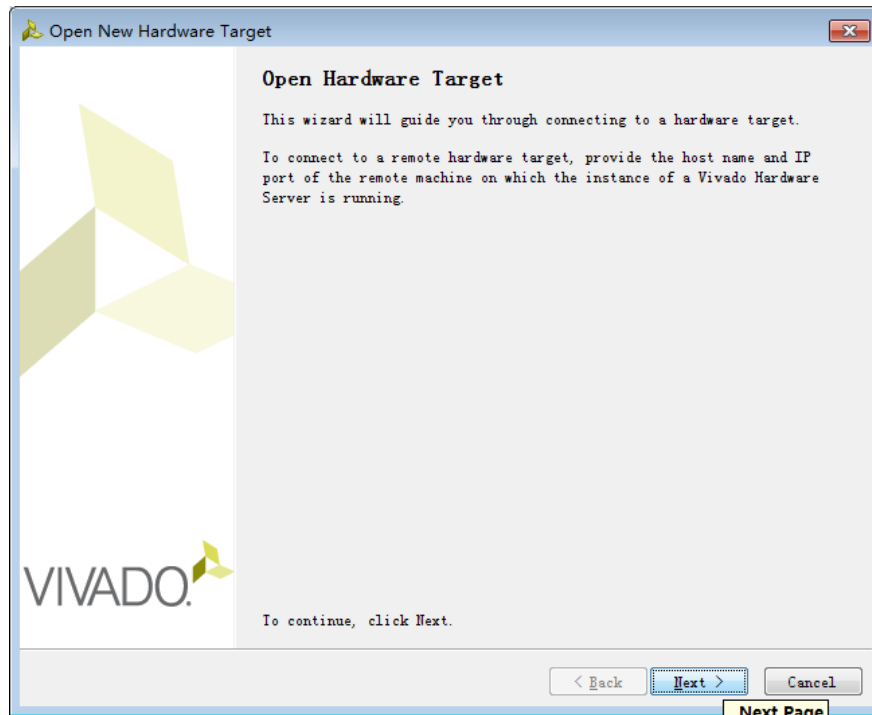 Open New Hardware Target
Open Hardware Target
This wizard will guide you through connecting to a hardware target.
To connect to a remote hardware target, provide the host name and IP
port of the remote machine on which the instance of a Vivado Hardware
Server is running.
VIVADO.
To continue, click Next.
< Back
Next >
Cancel
Next Page